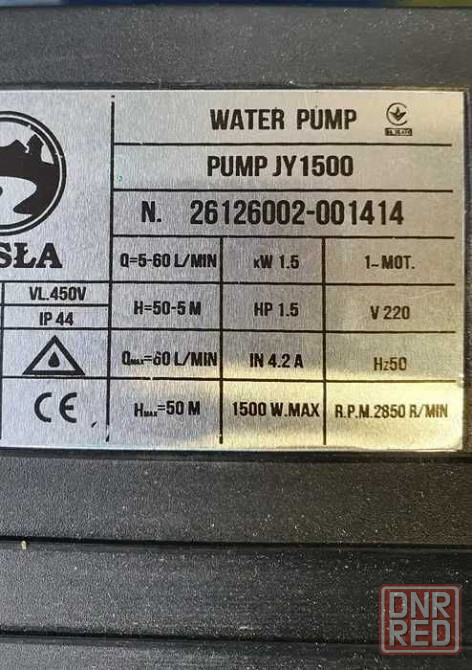 WATER PUMP
PUMP JY1500
N. 26126002-001414
SŁA
Q=5-60 L/MIN KW 1.5 1~MOT.
VL.450V
H=50-5 M HP 1.5 V 220
IP 44
QMAX=60 L/MIN IN 4.2 A Hz50
CE HMAX=50 M 1500 W.MAX R.P.M.2850 R/MIN
DNR
RED